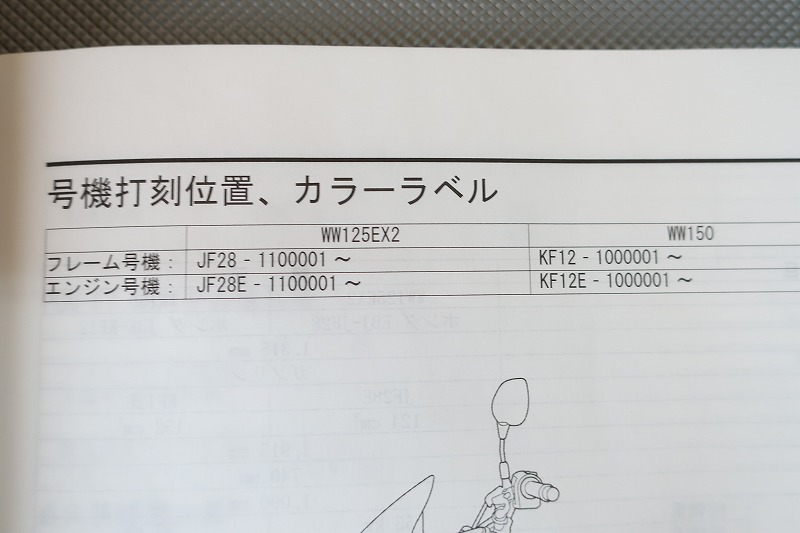 号機打刻位置、カラーラベル
WW125EX2 WW150
フレーム号機： JF28 - 1100001 ～ KF12 - 1000001 ～
エンジン号機： JF28E - 1100001 ～ KF12E - 1000001 ～